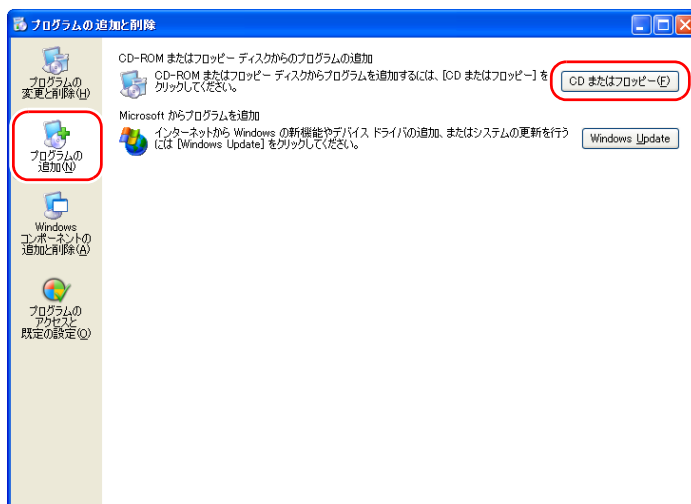 プログラムの追加と削除
プログラムの
変更と削除(H)
プログラムの
追加(N)
Windows
コンポーネントの
追加と削除(A)
プログラムの
アクセスと
既定の設定(O)
CD-ROM またはフロッピー ディスクからのプログラムの追加
CD-ROM またはフロッピー ディスクからプログラムを追加するには、[CD またはフロッピー] を
クリックしてください。
CD またはフロッピー(F)
Microsoft からプログラムを追加
インターネットから Windows の新機能やデバイス ドライバの追加、またはシステムの更新を行う
には [Windows Update] をクリックしてください。
Windows Update